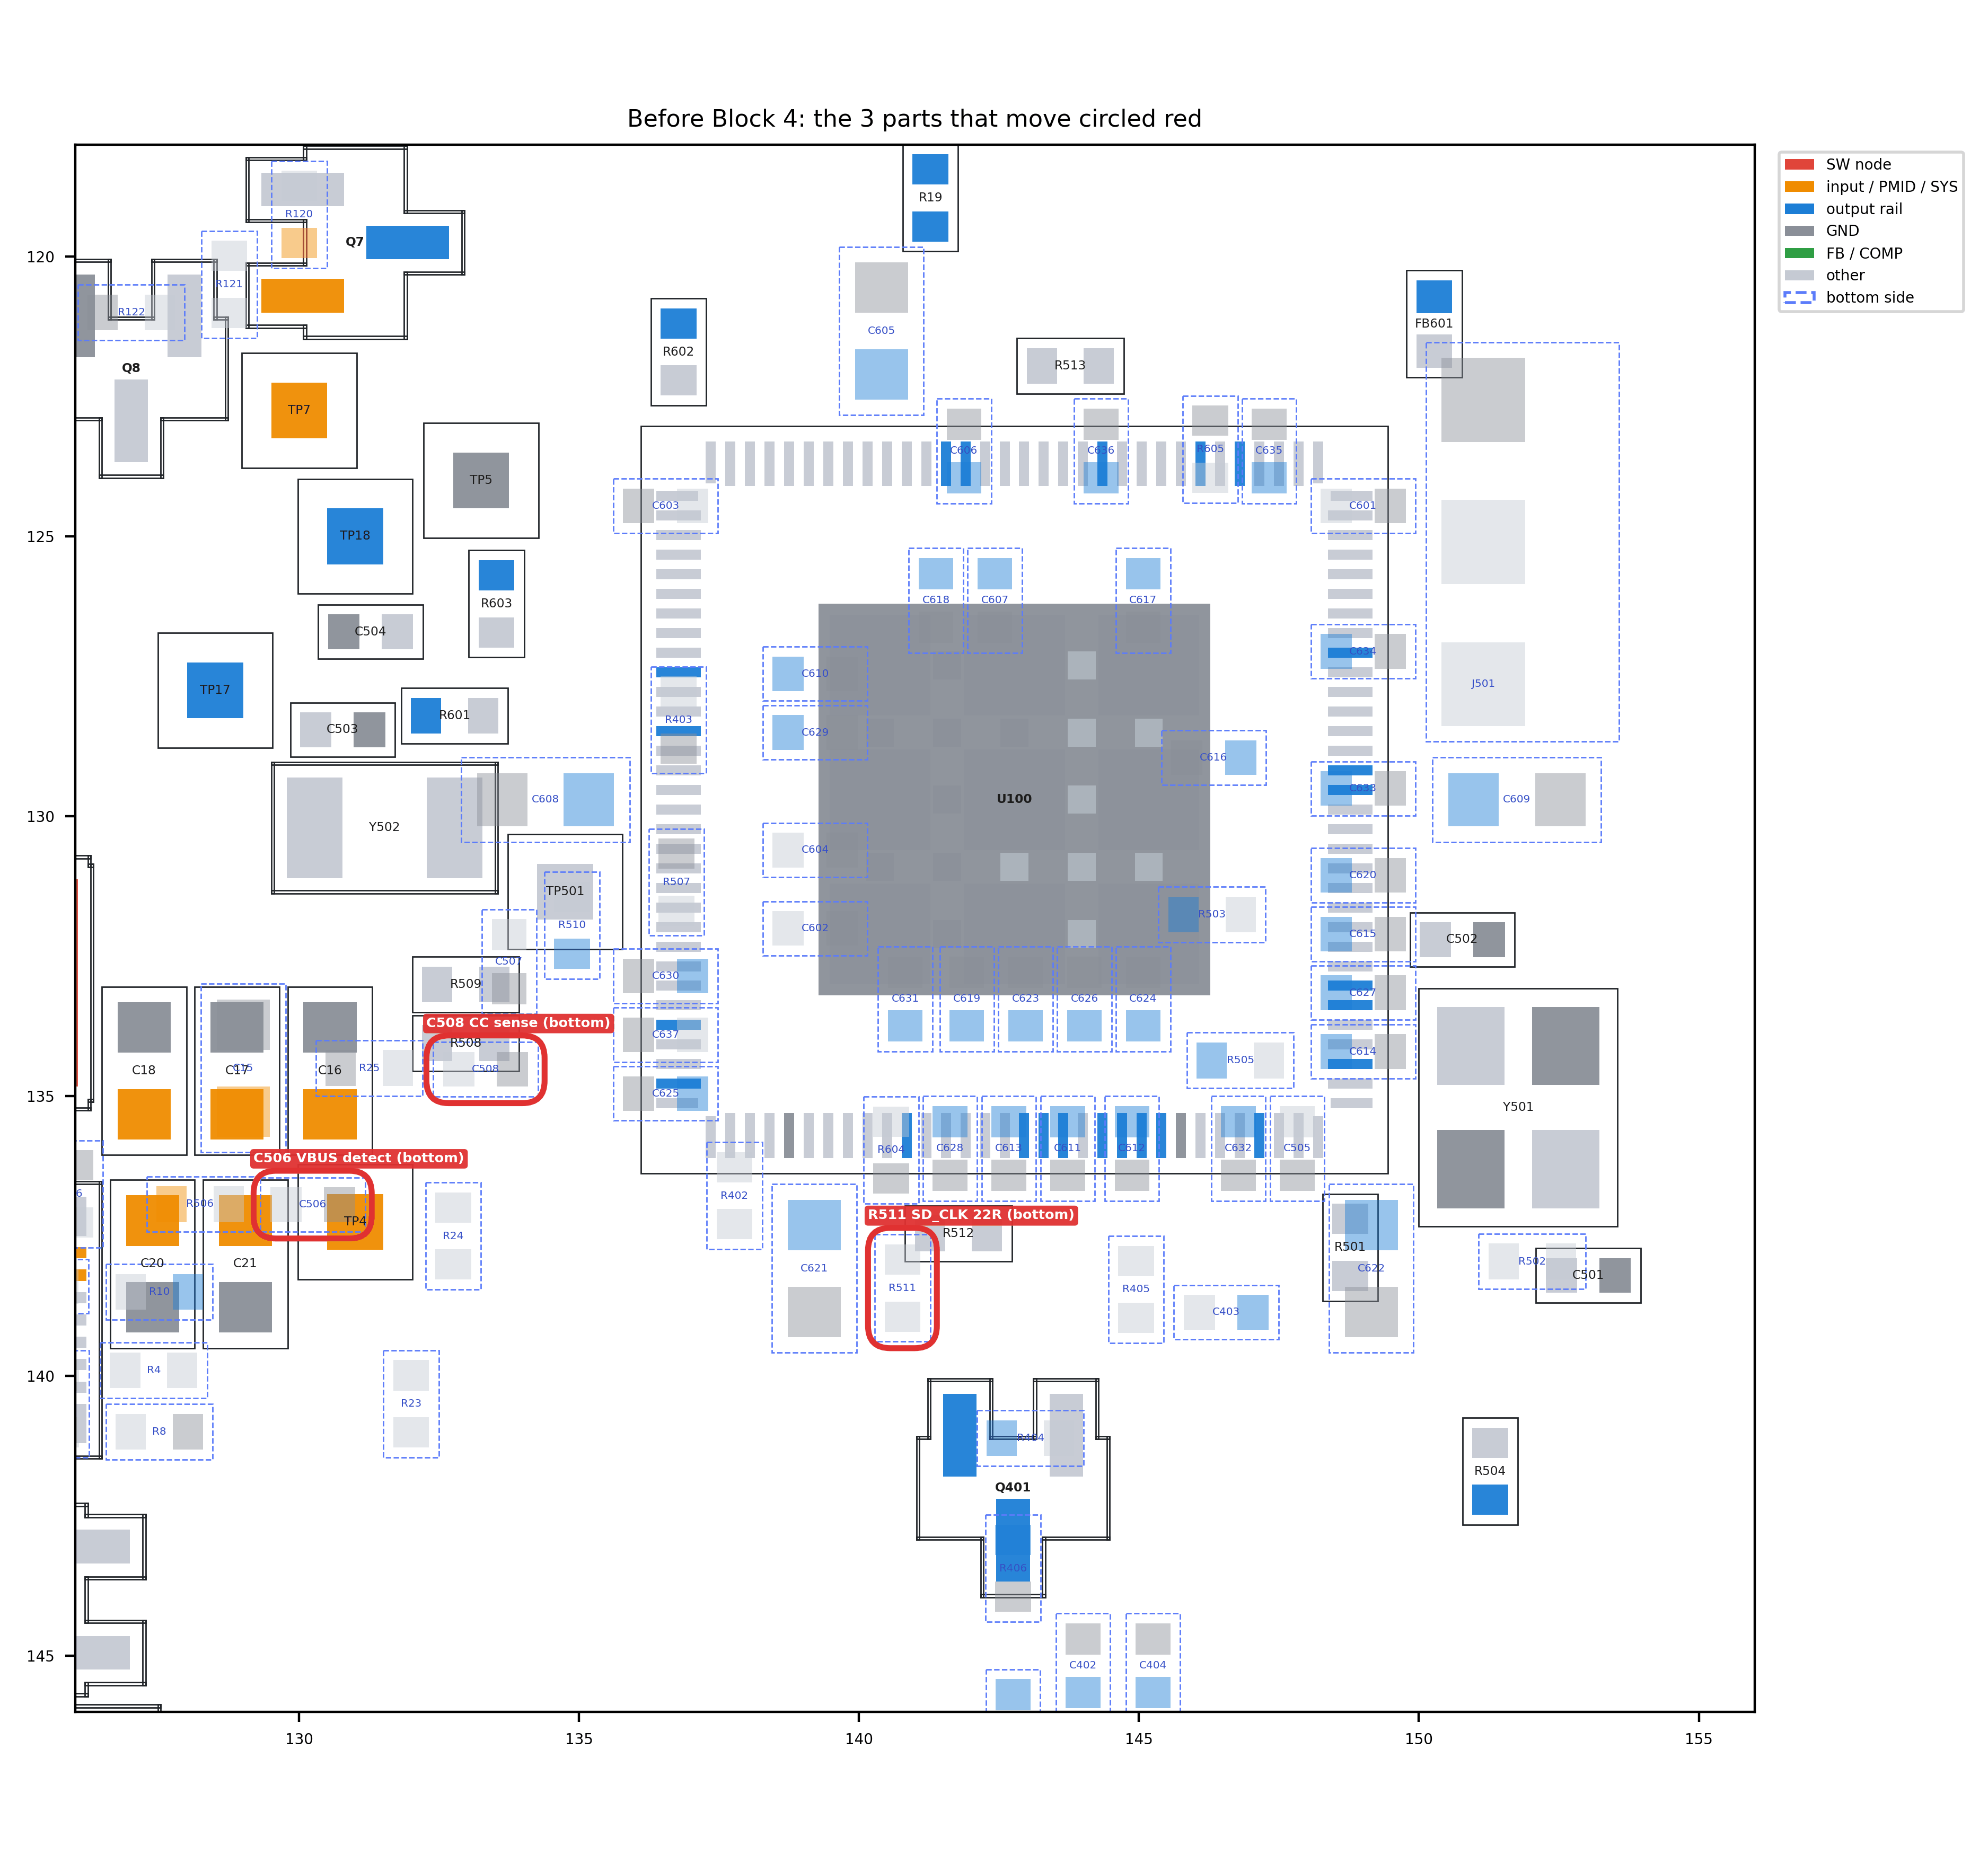 Before Block 4: the 3 parts that move circled red
SW node
input / PMID / SYS
output rail
GND
FB / COMP
other
bottom side
R19
R120
Q7
120
R121
R122
C605
FB601
R602
R513
Q8
TP7
C606
C636
R605
C635
TP5
C603
C601
125
TP18
R603
C618
C607
C617
C504
C634
C610
J501
TP17
C503
R601
R403
C629
C616
C633
C608
U100
C609
130
Y502
C604
C620
R507
TP501
R510
R503
C602
C615
C502
C507
R509
C630
C627
C631
C619
C623
C626
C624
C508 CC sense (bottom)
R508
C637
C614
R505
C18
C17
C16
R25
C508
135
C625
Y501
R604
C628
C613
C611
C612
C632
C505
C506 VBUS detect (bottom)
6
R606
C506
R402
R511 SD_CLK 22R (bottom)
TP4
R24
R512
R501
C20
C21
C621
C622
R502
C501
R10
R511
R405
C403
R4
140
R23
R8
R404
R504
Q401
R406
145
C402
C404
130
135
140
145
150
155